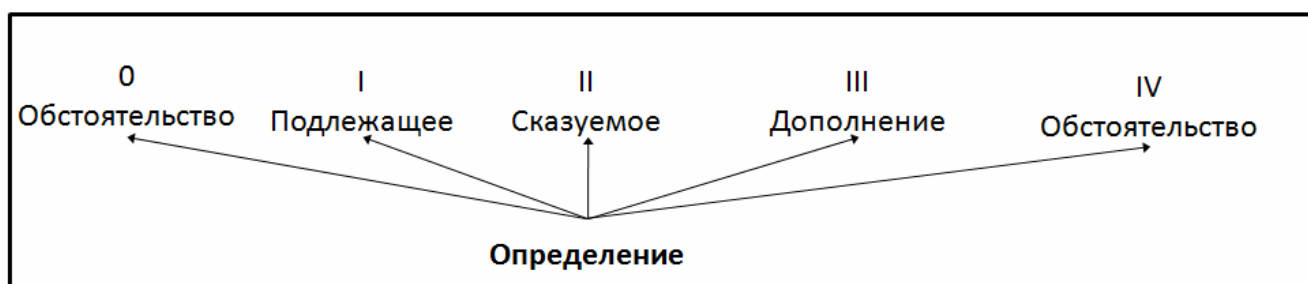 0 I II III IV
Обстоятельство Подлежащее Сказуемое Дополнение Обстоятельство
Определение